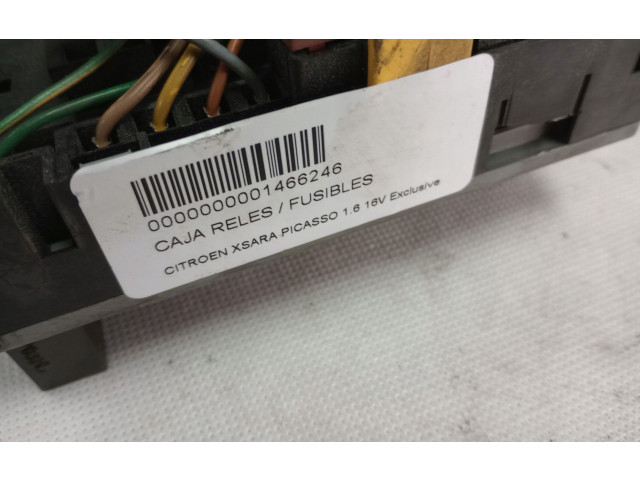 0000000001466246
CAJA RELES / FUSIBLES
CITROEN XSARA PICASSO 1.6 16V Exclusive